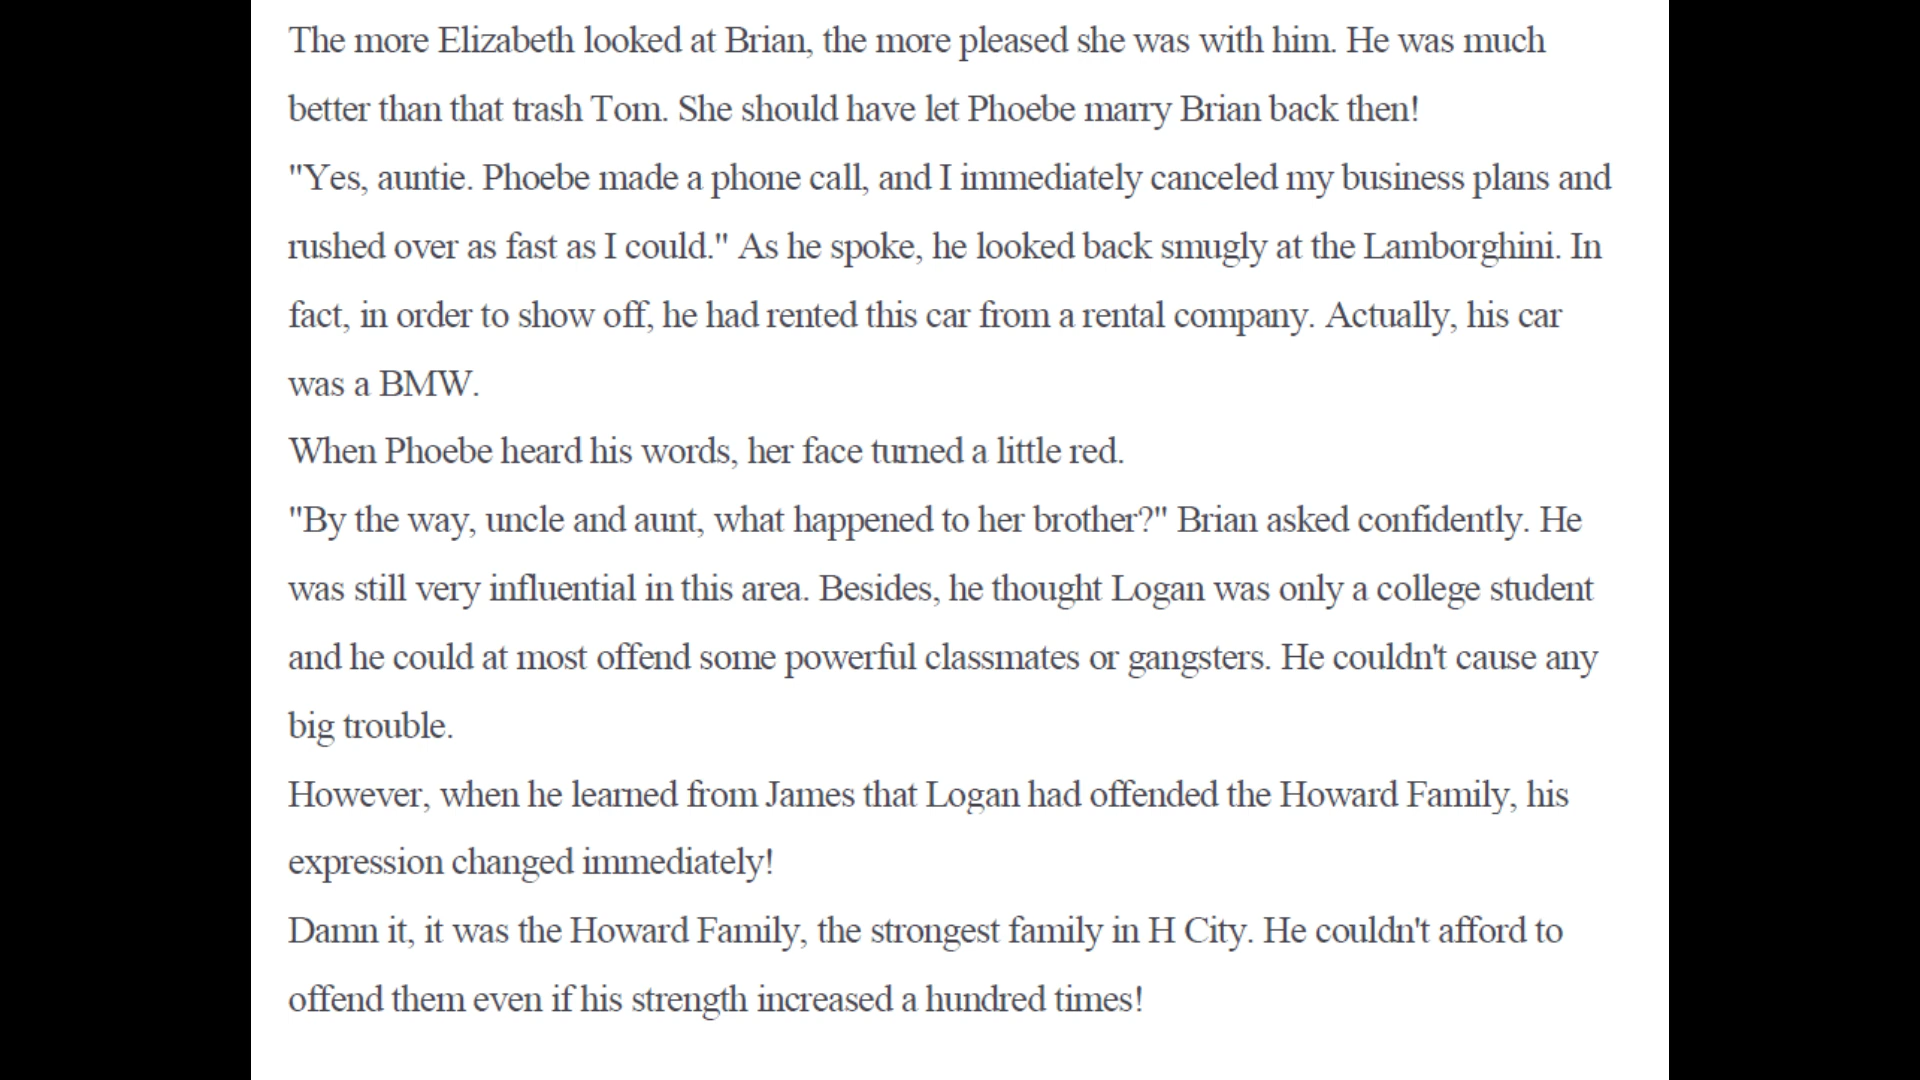 The more Elizabeth looked at Brian, the more pleased she was with him. He was much
better than that trash Tom. She should have let Phoebe marry Brian back then!
"Yes, auntie. Phoebe made a phone call, and I immediately canceled my business plans and
rushed over as fast as I could." As he spoke, he looked back smugly at the Lamborghini. In
fact, in order to show off, he had rented this car from a rental company. Actually, his car
was a BMW.
When Phoebe heard his words, her face turned a little red.
"By the way, uncle and aunt, what happened to her brother?" Brian asked confidently. He
was still very influential in this area. Besides, he thought Logan was only a college student
and he could at most offend some powerful classmates or gangsters. He couldn't cause any
big trouble.
However, when he learned from James that Logan had offended the Howard Family, his
expression changed immediately!
Damn it, it was the Howard Family, the strongest family in H City. He couldn't afford to
offend them even if his strength increased a hundred times!